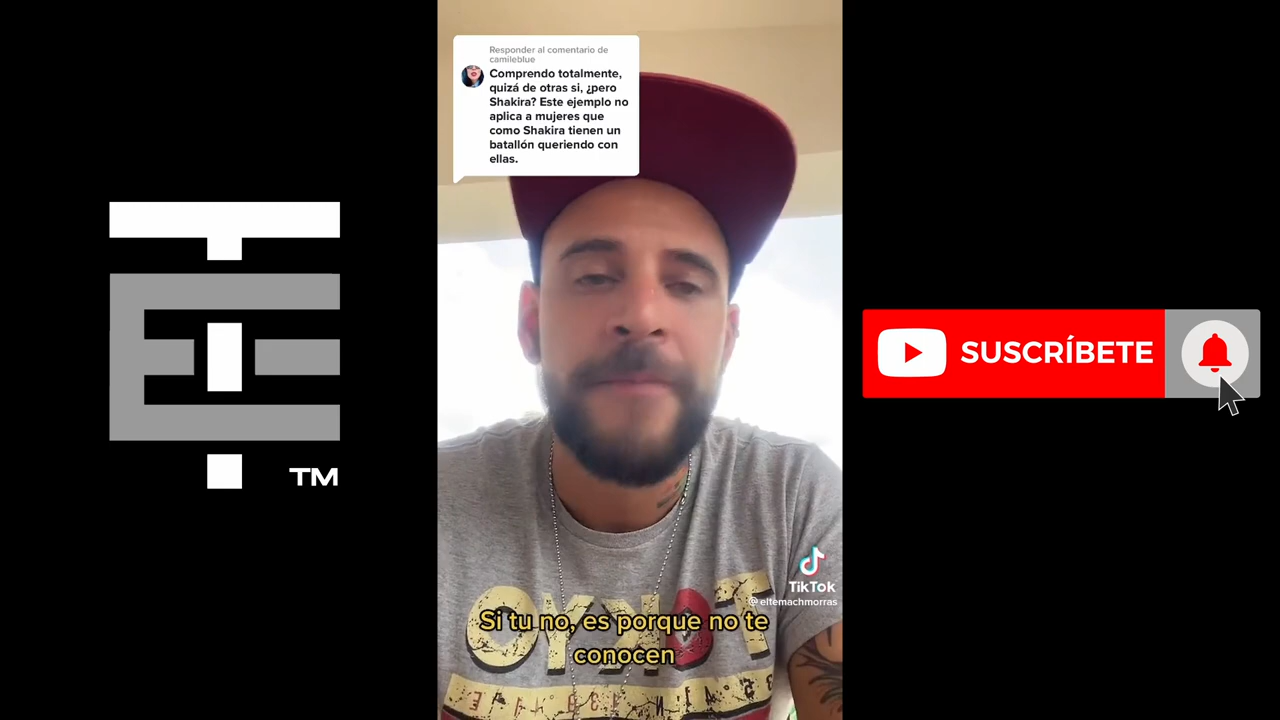 Responder al comentario de
camileblue
Comprendo totalmente,
quizá de otras si, ¿pero
Shakira? Este ejemplo no
aplica a mujeres que
como Shakira tienen un
batallón queriendo con
ellas.
TM
SUSCRÍBETE
TikTok
@eltemachmorras
TOKYO
Si tu no, es porque no te
conocen